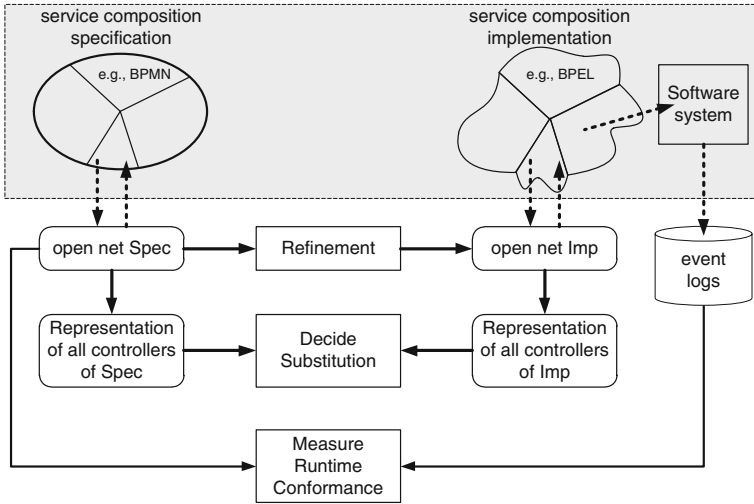 service composition
specification
service composition
implementation
e.g., BPMN
e.g., BPEL
Software
system
open net Spec
Refinement
open net Imp
event
logs
Representation
of all controllers
of Spec
Decide
Substitution
Representation
of all controllers
of Imp
Measure
Runtime
Conformance